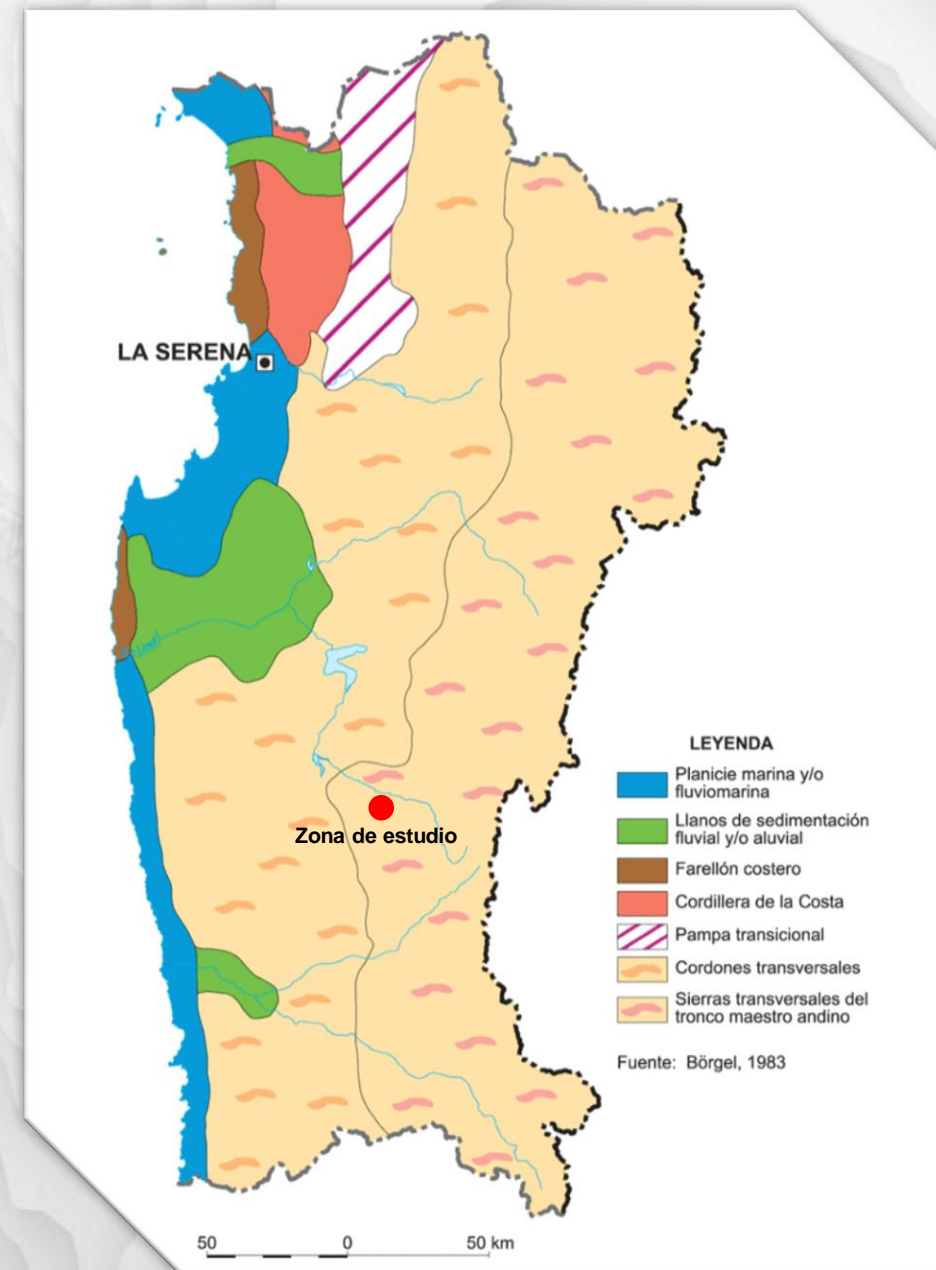 LA SERENA
Zona de estudio
LEYENDA
Planicie marina y/o
fluviomarina
Llanos de sedimentación
fluvial y/o aluvial
Farellón costero
Cordillera de la Costa
Pampa transicional
Cordones transversales
Sierras transversales del
tronco maestro andino
Fuente: Börgel, 1983
50 0 50 km